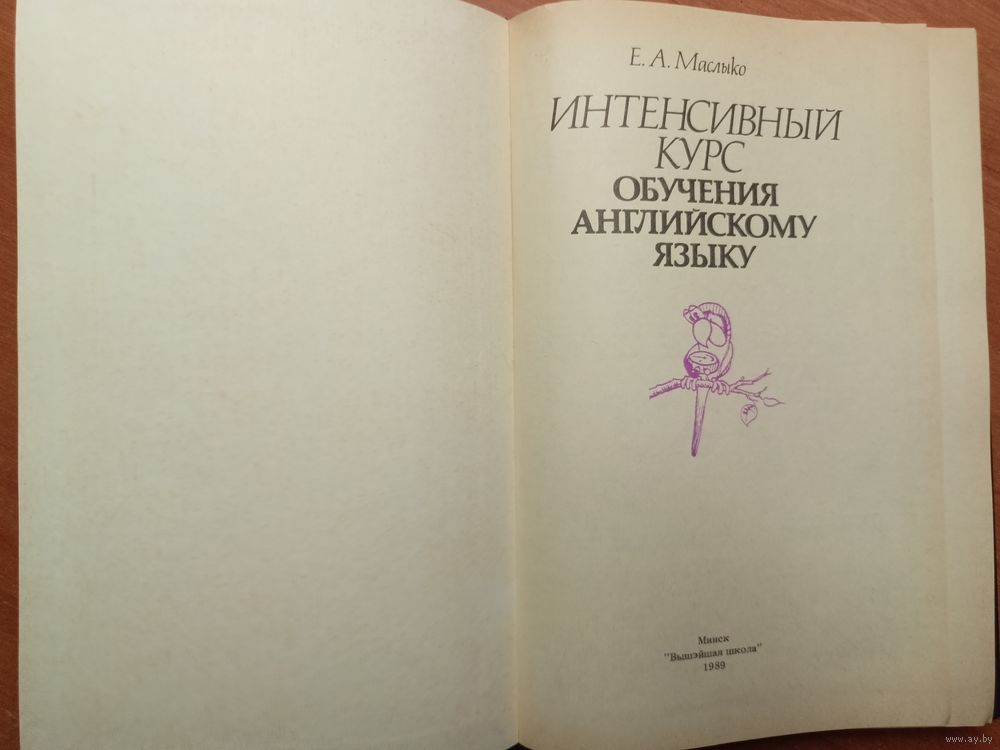 Е. А. Маслыко
ИНТЕНСИВНЫЙ
КУРС
ОБУЧЕНИЯ
АНГЛИЙСКОМУ
ЯЗЫКУ
Минск
"Вышэйшая школа"
1989
www.ay.by